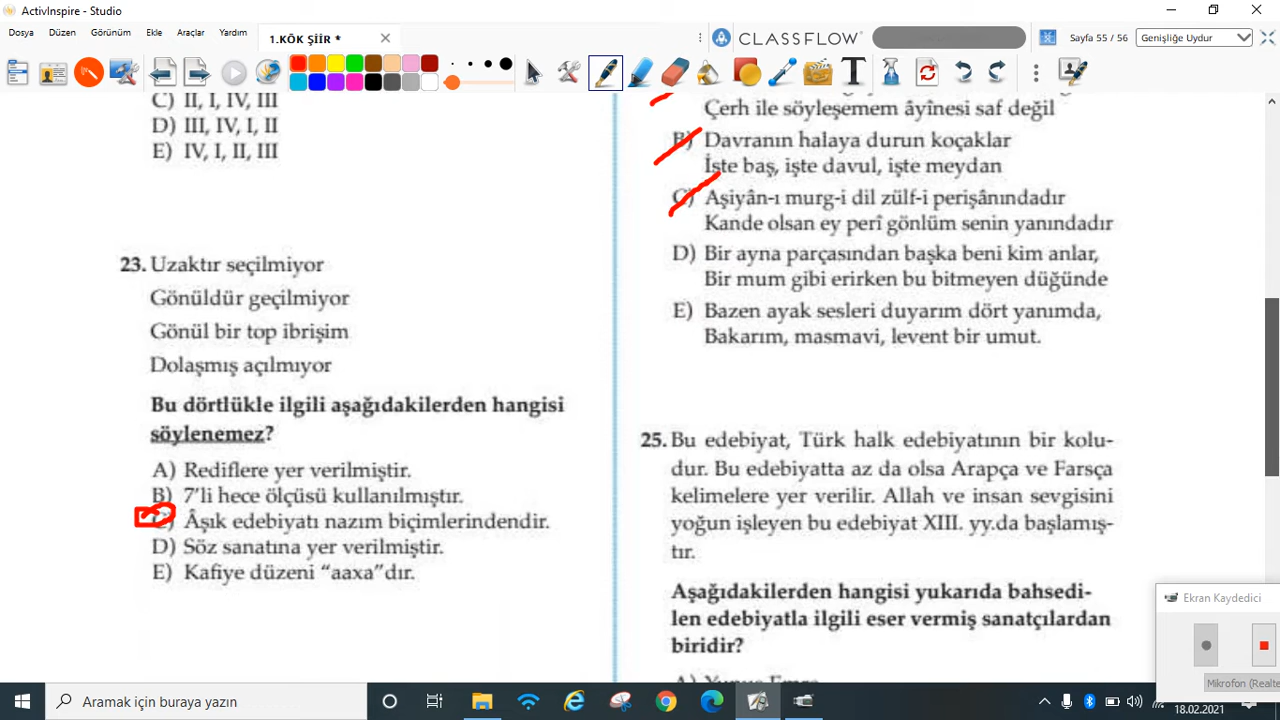 ActivInspire - Studio
Dosya Düzen Görünüm Ekle Araçlar Yardım
1.KÖK ŞİİR *
CLASSFLOW
Sayfa 55 / 56
Genişliğe Uydur
C) II, I, IV, III
D) III, IV, I, II
E) IV, I, II, III
23. Uzaktır seçilmiyor
Gönüldür geçilmiyor
Gönül bir top ibrişim
Dolaşmış açılmıyor
Bu dörtlükle ilgili aşağıdakilerden hangisi
söylenemez?
A) Rediflere yer verilmiştir.
B) 7'li hece ölçüsü kullanılmıştır.
C) Âşık edebiyatı nazım biçimlerindendir.
D) Söz sanatına yer verilmiştir.
E) Kafiye düzeni “aaxa”dır.
Çerh ile söyleşemem âyînesi saf değil
B) Davranın halaya durun koçaklar
İşte baş, işte davul, işte meydan
C) Aşiyân-ı murg-i dil zülf-i perişânındadır
Kande olsan ey perî gönlüm senin yanındadır
D) Bir ayna parçasından başka beni kim anlar,
Bir mum gibi erirken bu bitmeyen düğünde
E) Bazen ayak sesleri duyarım dört yanımda,
Bakarım, masmavi, levent bir umut.
25. Bu edebiyat, Türk halk edebiyatının bir kolu-
dur. Bu edebiyatta az da olsa Arapça ve Farsça
kelimelere yer verilir. Allah ve insan sevgisini
yoğun işleyen bu edebiyat XIII. yy.da başlamış-
tır.
Aşağıdakilerden hangisi yukarıda bahsedi-
len edebiyatla ilgili eser vermiş sanatçılardan
biridir?
A) Yunus Emre
Ekran Kaydedici
Mikrofon (Realte
Aramak için buraya yazın
18.02.2021